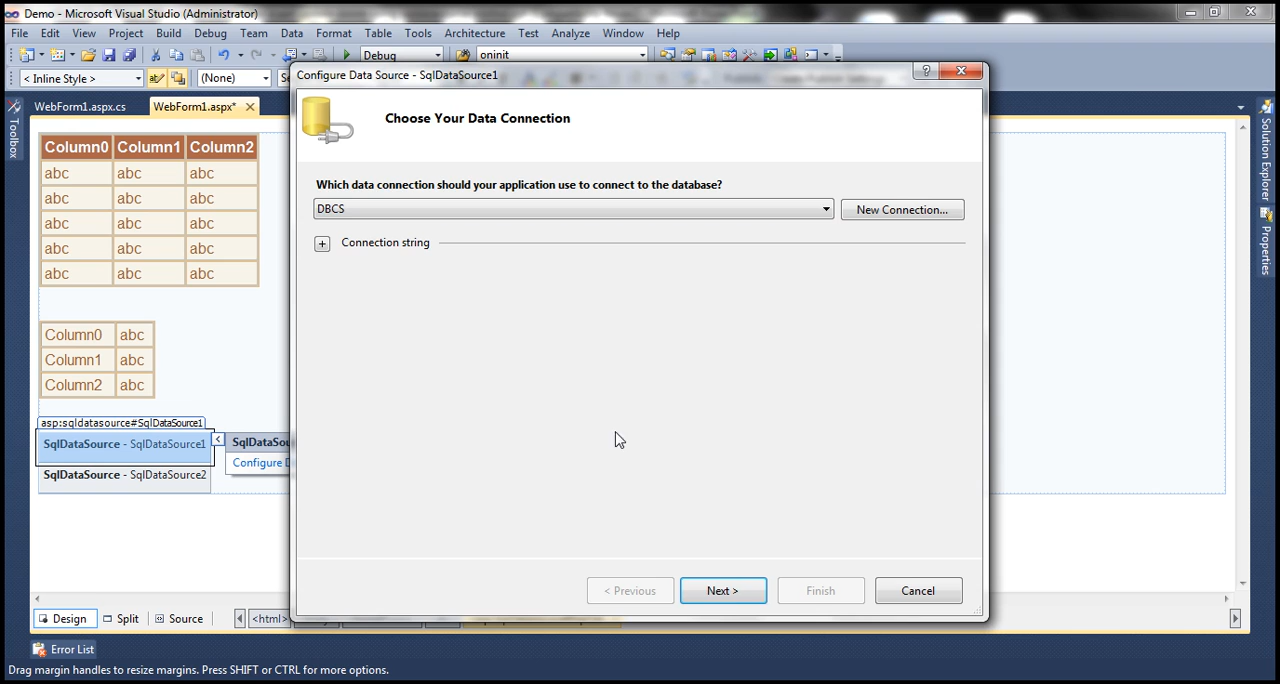 Demo - Microsoft Visual Studio (Administrator)
File Edit View Project Build Debug Team Data Format Table Tools Architecture Test Analyze Window Help
Debug oninit
< Inline Style > (None)
Configure Data Source - SqlDataSource1
Toolbox
WebForm1.aspx.cs WebForm1.aspx*
Choose Your Data Connection
Solution Explorer
Properties
Column0 Column1 Column2
abc abc abc
abc abc abc
abc abc abc
abc abc abc
abc abc abc
Which data connection should your application use to connect to the database?
DBCS New Connection...
Connection string
Column0 abc
Column1 abc
Column2 abc
asp:sqldatasource#SqlDataSource1
SqlDataSource - SqlDataSource1
SqlDataSou
Configure D
SqlDataSource - SqlDataSource2
< Previous Next > Finish Cancel
Design Split Source <html>
Error List
Drag margin handles to resize margins. Press SHIFT or CTRL for more options.